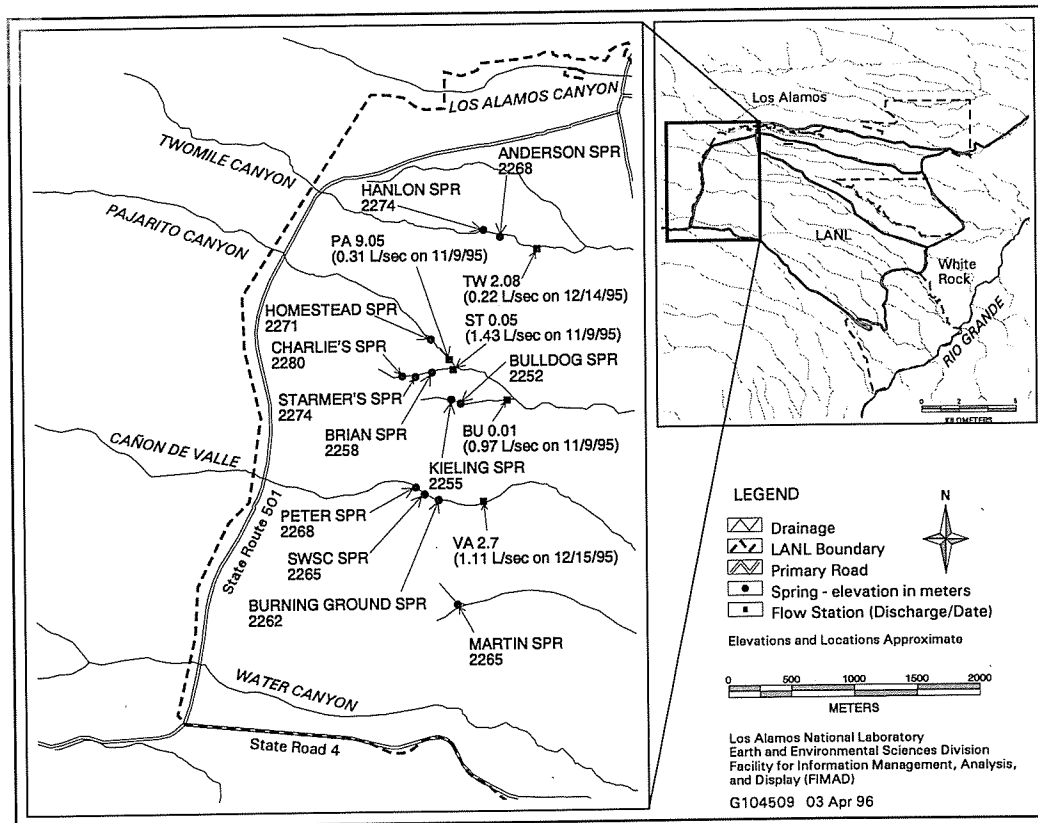 LOS ALAMOS CANYON
TWOMILE CANYON
ANDERSON SPR
2268
HANLON SPR
2274
PAJARITO CANYON
PA 9.05
(0.31 L/sec on 11/9/95)
TW 2.08
(0.22 L/sec on 12/14/95)
HOMESTEAD SPR
2271
ST 0.05
(1.43 L/sec on 11/9/95)
CHARLIE'S SPR
2280
BULLDOG SPR
2252
STARMER'S SPR
2274
BRIAN SPR
2258
BU 0.01
(0.97 L/sec on 11/9/95)
CAÑON DE VALLE
KIELING SPR
2255
State Route 501
PETER SPR
2268
SWSC SPR
2265
VA 2.7
(1.11 L/sec on 12/15/95)
BURNING GROUND SPR
2262
MARTIN SPR
2265
WATER CANYON
State Road 4
Los Alamos
LANL
White
Rock
RIO GRANDE
0 2 4
KILOMETERS
LEGEND
N
Drainage
LANL Boundary
Primary Road
Spring - elevation in meters
Flow Station (Discharge/Date)
Elevations and Locations Approximate
0 500 1000 1500 2000
METERS
Los Alamos National Laboratory
Earth and Environmental Sciences Division
Facility for Information Management, Analysis,
and Display (FIMAD)
G104509 03 Apr 96